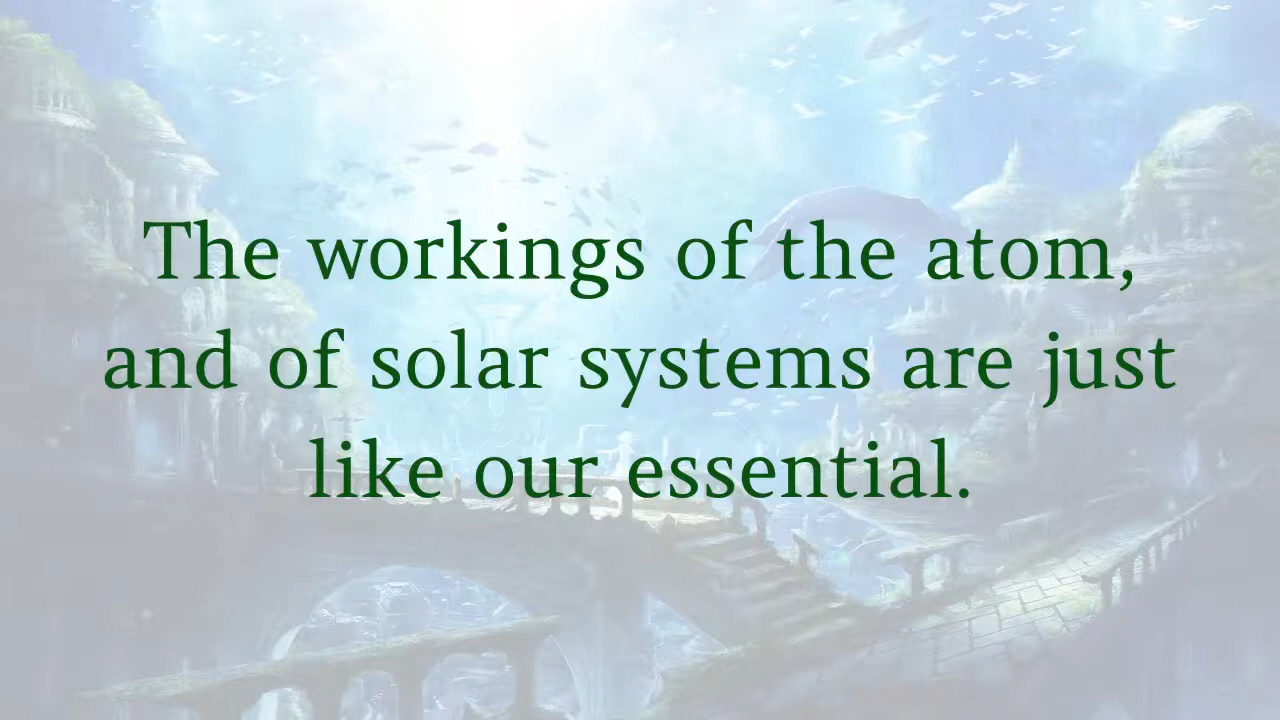 The workings of the atom,
and of solar systems are just
like our essential.